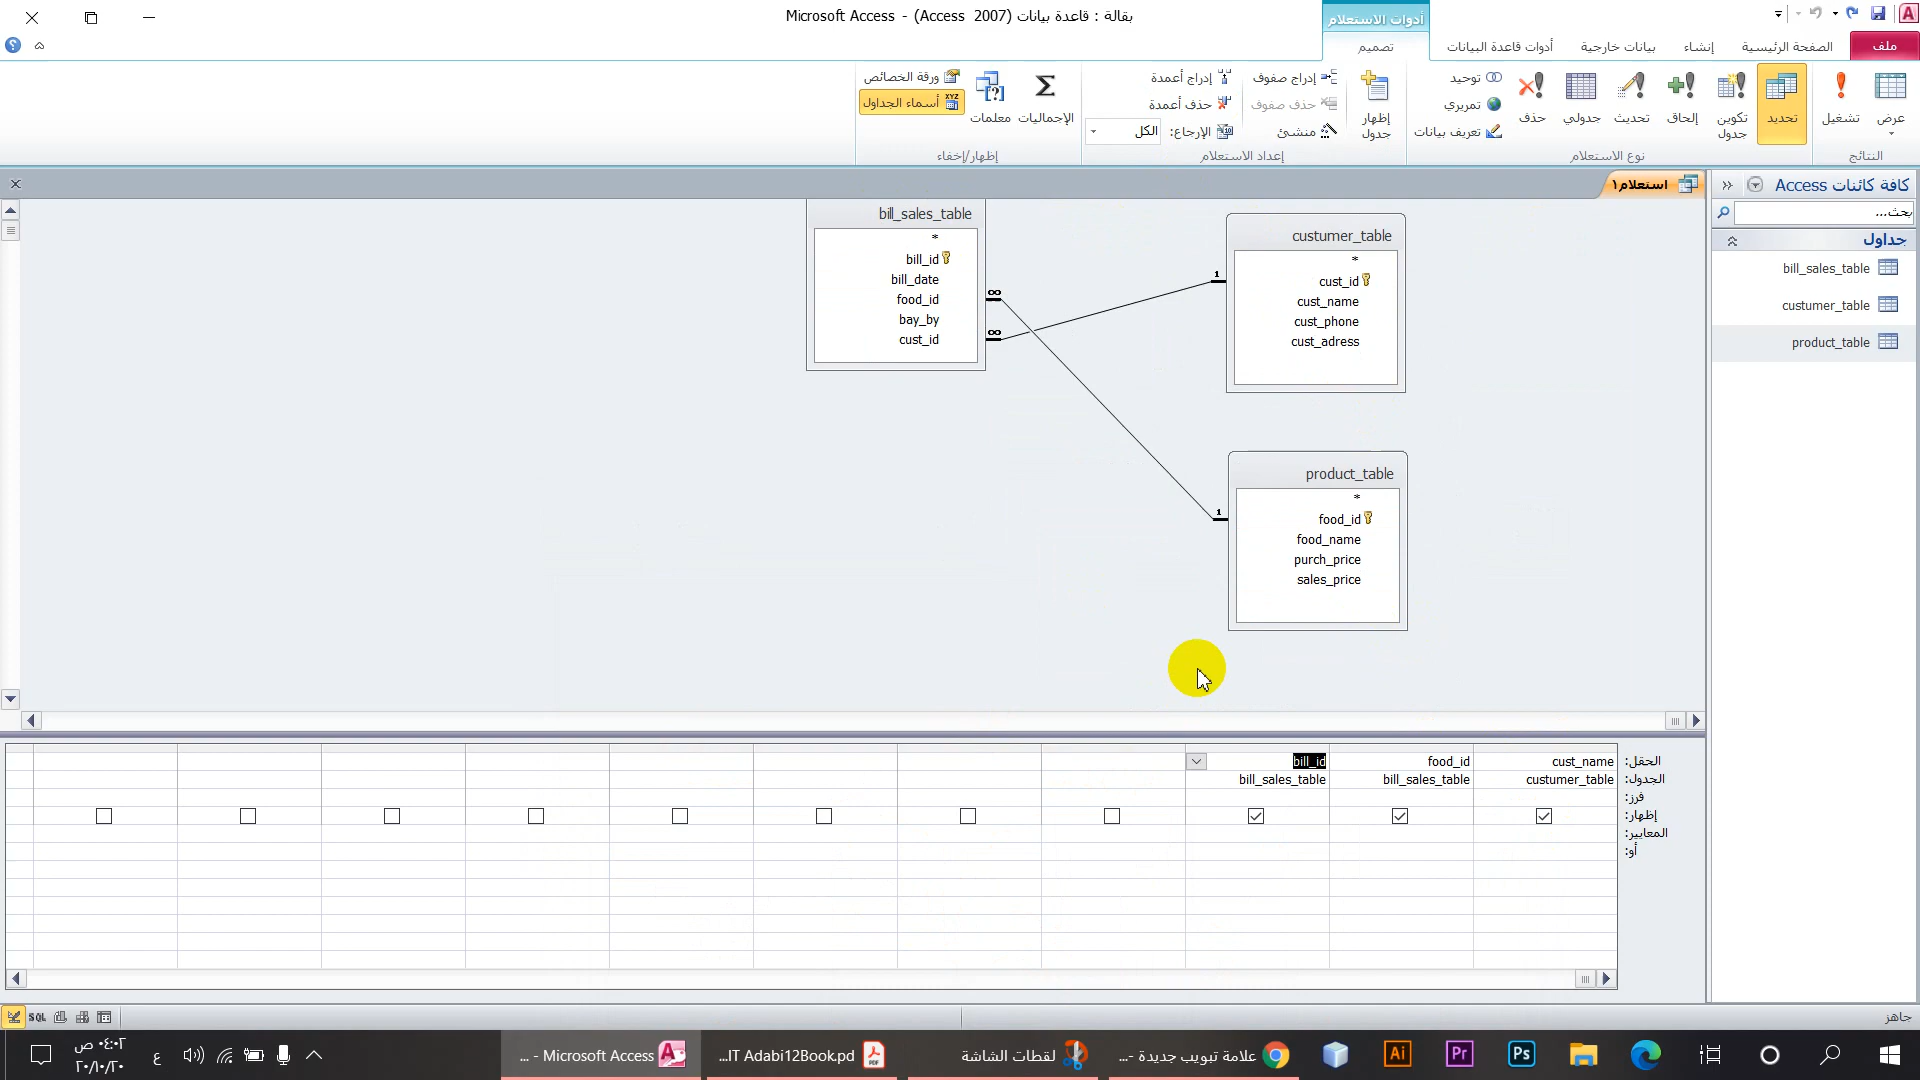 بقالة : قاعدة بيانات (Access 2007) - Microsoft Access
أدوات الاستعلام
ملف
الصفحة الرئيسية
إنشاء
بيانات خارجية
أدوات قاعدة البيانات
تصميم
عرض
تشغيل
النتائج
تحديد
تكوين جدول
إلحاق
تحديث
جدولي
حذف
توحيد
تمريري
تعريف بيانات
نوع الاستعلام
إظهار جدول
إدراج صفوف
حذف صفوف
منشئ
إدراج أعمدة
حذف أعمدة
الإرجاع: الكل
إعداد الاستعلام
الإجماليات
معلمات
ورقة الخصائص
أسماء الجداول
إظهار/إخفاء
كافة كائنات Access
بحث...
جداول
bill_sales_table
custumer_table
product_table
استعلام١
custumer_table
*
cust_id
cust_name
cust_phone
cust_adress
bill_sales_table
*
bill_id
bill_date
food_id
bay_by
cust_id
product_table
*
food_id
food_name
purch_price
sales_price
1
∞
∞
1
الحقل: cust_name food_id bill_id
الجدول: custumer_table bill_sales_table bill_sales_table
فرز:
إظهار:
المعايير:
أو:
جاهز
SQL
علامة تبويب جديدة -...
لقطات الشاشة
IT Adabi12Book.pd...
Microsoft Access - ...
Ai
Pr
Ps
ع
٠٤:٠٢ ص
٢٠/١٠/٢٠